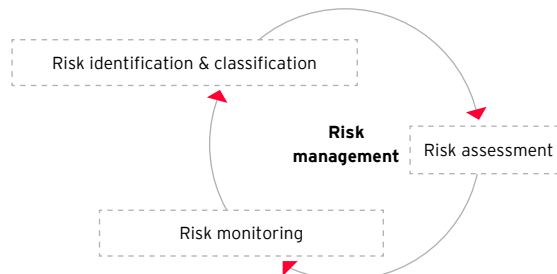 Risk identification & classification
Risk
management
Risk assessment
Risk monitoring